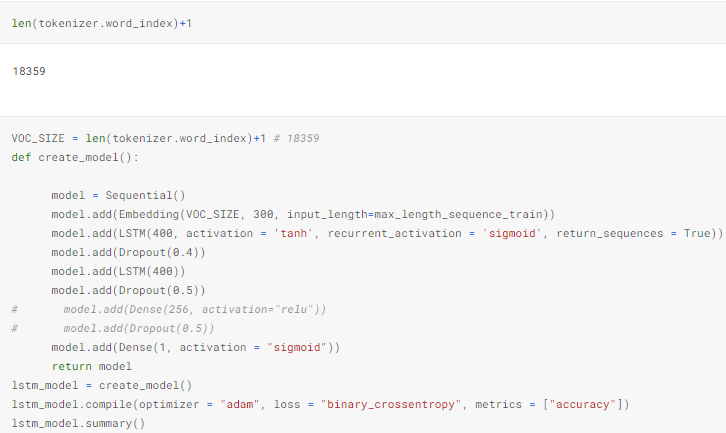 len(tokenizer.word_index)+1
18359
VOC_SIZE = len(tokenizer.word_index)+1 # 18359
def create_model():
model = Sequential()
model.add(Embedding(VOC_SIZE, 300, input_length=max_length_sequence_train))
model.add(LSTM(400, activation = 'tanh', recurrent_activation = 'sigmoid', return_sequences = True))
model.add(Dropout(0.4))
model.add(LSTM(400))
model.add(Dropout(0.5))
# model.add(Dense(256, activation="relu"))
# model.add(Dropout(0.5))
model.add(Dense(1, activation = "sigmoid"))
return model
lstm_model = create_model()
lstm_model.compile(optimizer = "adam", loss = "binary_crossentropy", metrics = ["accuracy"])
lstm_model.summary()